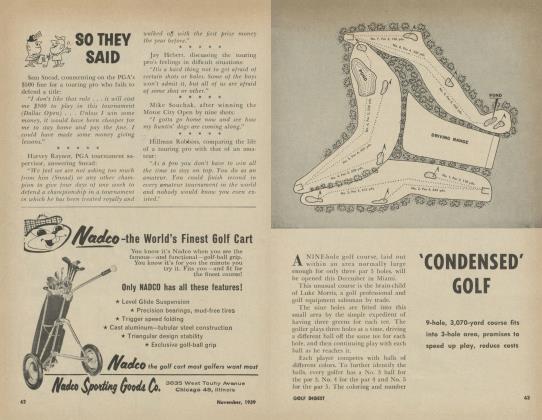 SO THEY
SAID
Sam Snead, commenting on the PGA's
$500 fine for a touring pro who fails to
defend a title:
"I don't like that rule . . . it will cost
me $500 to play in this tournament
(Dallas Open) . . . Unless I win some
money, it would have been cheaper for
me to stay home and pay the fine. I
could have made some money giving
lessons."
* * * * *
Harvey Raynor, PGA tournament su-
pervisor, answering Snead:
"We feel we are not asking too much
from him (Snead) or any other cham-
pion to give four days of one week to
defend a championship in a tournament
in which he has been treated royally and
walked off with the first prize money
the year before."
* * * * *
Jay Hebert, discussing the touring
pro's feelings in difficult situations:
"It's a hard thing not to get afraid of
certain shots or holes. Some of the boys
won't admit it, but all of us are afraid
of some shot or other."
* * * * *
Mike Souchak, after winning the
Motor City Open by nine shots:
"I gotta go home now and see how
my huntin' dogs are coming along."
* * * * *
Hillman Robbins, comparing the life
of a touring pro with that of an ama-
teur:
"As a pro you don't have to win all
the time to stay on top. You do as an
amateur. You could finish second in
every amateur tournament in the world
and nobody would know you even ex-
isted."
Nadco-the World's Finest Golf Cart
You know it's Nadco when you see the
famous—and functional—golf-ball grip.
You know it's for you the minute you
try it. Fits you—and fit for
the finest course!
Only NADCO has all these features!
★ Level Glide Suspension
★ Precision bearings, mud-free tires
★ Trigger speed folding
★ Cast aluminum-tubular steel construction
★ Triangular design stability
★ Exclusive golf-ball grip
Nadco the golf cart most golfers want most
Nadco Sporting Goods Co.
3635 West Touhy Avenue
Chicago 45, Illinois
62
November, 1959
POND
DRIVING RANGE
A NINE-hole golf course, laid out
within an area normally large
enough for only three par 5 holes, will
be opened this December in Miami.
This unusual course is the brainchild
of Luke Morris, a golf professional and
golf equipment salesman by trade.
The nine holes are fitted into this
small area by the simple expedient of
having three greens for each tee. The
golfer plays three holes at a time, driving
a different ball off the same tee for each
hole, and then continuing play with each
ball as he reaches it.
Each player competes with balls of
different colors. To further identify the
balls, every golfer has a No. 3 ball for
the par 3, No. 4 for the par 4 and No. 5
for the par 5. The coloring and number
'CONDENSED'
GOLF
9-hole, 3,070-yard course fits
into 3-hole area, promises to
speed up play, reduce costs
GOLF DIGEST
63